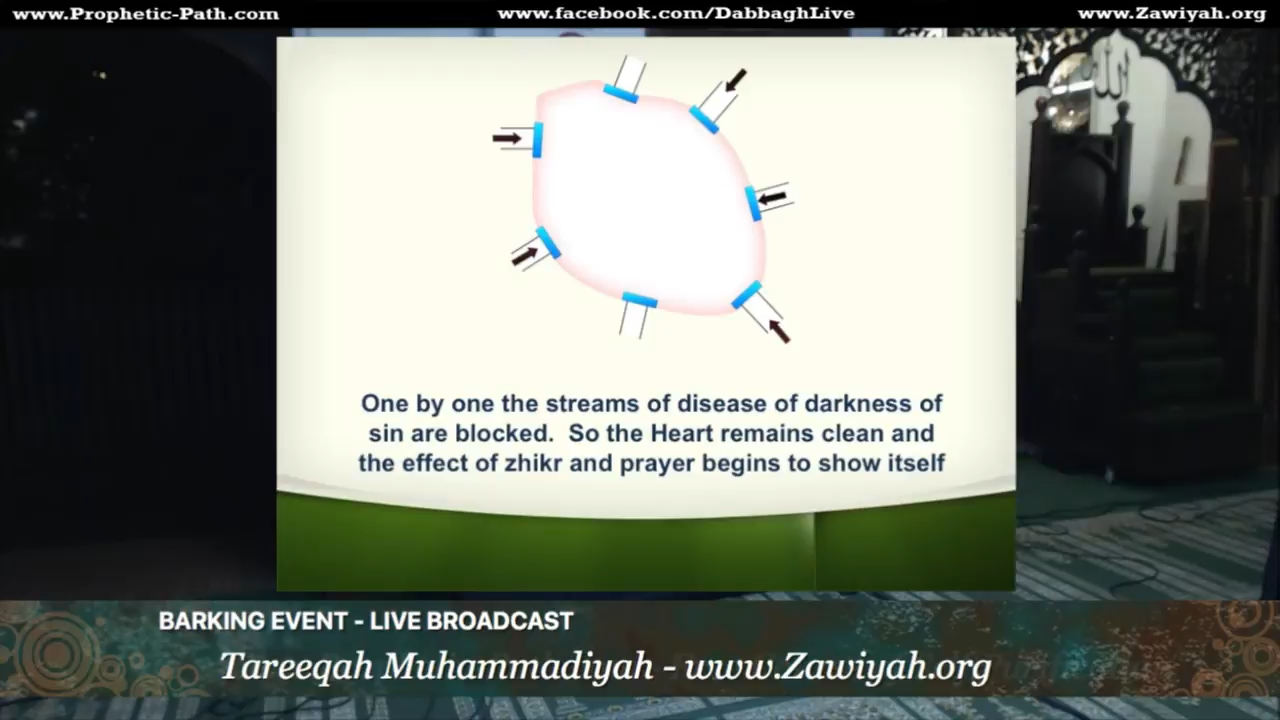 www.Prophetic-Path.com www.facebook.com/DabbaghLive www.Zawiyah.org
الله
One by one the streams of disease of darkness of
sin are blocked. So the Heart remains clean and
the effect of zhikr and prayer begins to show itself
BARKING EVENT - LIVE BROADCAST
Tareeqah Muhammadiyah - www.Zawiyah.org